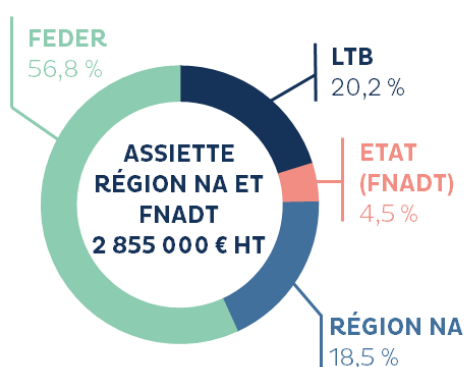 FEDER
56,8 %
LTB
20,2 %
ASSIETTE
RÉGION NA ET
FNADT
2 855 000 € HT
ETAT
(FNADT)
4,5 %
RÉGION NA
18,5 %